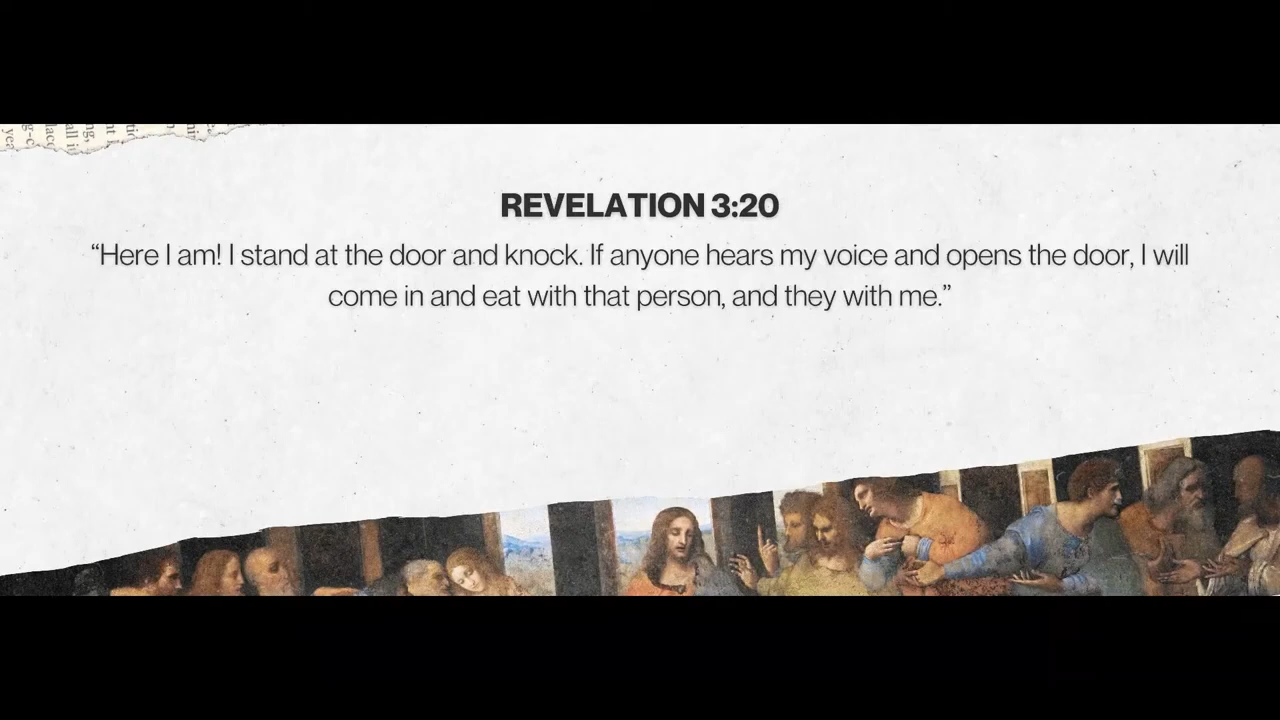 REVELATION 3:20
“Here I am! I stand at the door and knock. If anyone hears my voice and opens the door, I will
come in and eat with that person, and they with me.”